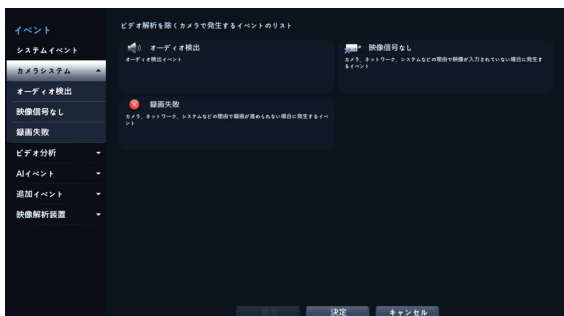 イベント
システムイベント
カメラシステム
オーディオ検出
映像信号なし
録画失敗
ビデオ分析
AIイベント
追加イベント
映像解析装置
ビデオ解析を除くカメラで発生するイベントのリスト
オーディオ検出
オーディオ検出イベント
映像信号なし
カメラ、ネットワーク、システムなどの理由で映像が入力されていない場合に発生す
るイベント
録画失敗
カメラ、ネットワーク、システムなどの理由で録画が進められない場合に発生するイベ
ント
決定
キャンセル